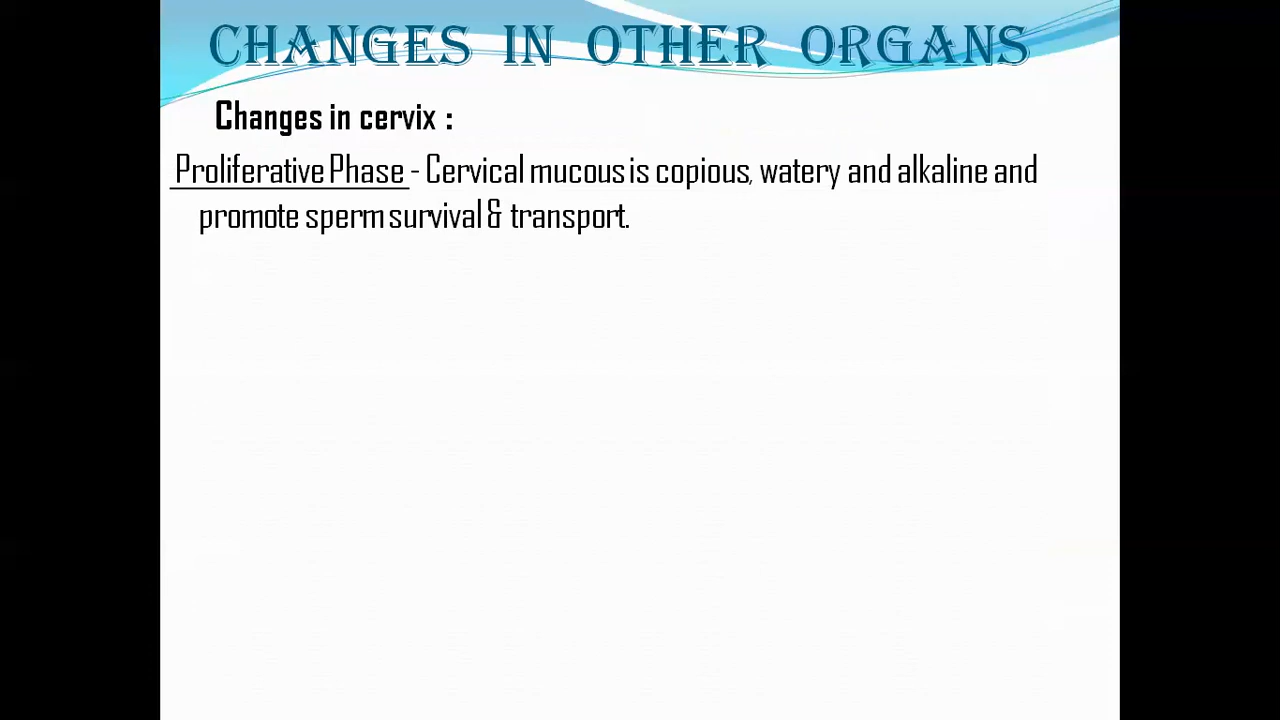 CHANGES IN OTHER ORGANS
Changes in cervix :
Proliferative Phase - Cervical mucous is copious, watery and alkaline and
promote sperm survival & transport.